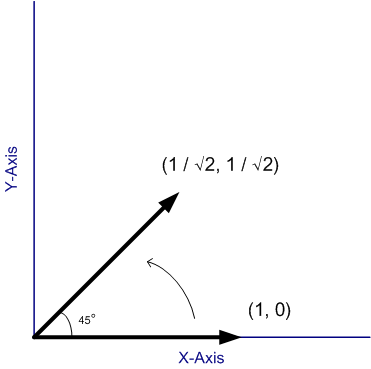 Y-Axis
(1 / √2, 1 / √2)
45°
(1, 0)
X-Axis